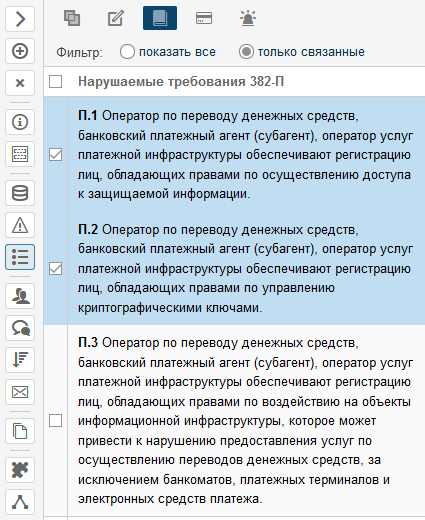 Фильтр: показать все только связанные
Нарушаемые требования 382-П
П.1 Оператор по переводу денежных средств,
банковский платежный агент (субагент), оператор услуг
платежной инфраструктуры обеспечивают регистрацию
лиц, обладающих правами по осуществлению доступа
к защищаемой информации.
П.2 Оператор по переводу денежных средств,
банковский платежный агент (субагент), оператор услуг
платежной инфраструктуры обеспечивают регистрацию
лиц, обладающих правами по управлению
криптографическими ключами.
П.3 Оператор по переводу денежных средств,
банковский платежный агент (субагент), оператор услуг
платежной инфраструктуры обеспечивают регистрацию
лиц, обладающих правами по воздействию на объекты
информационной инфраструктуры, которое может
привести к нарушению предоставления услуг по
осуществлению переводов денежных средств, за
исключением банкоматов, платежных терминалов и
электронных средств платежа.